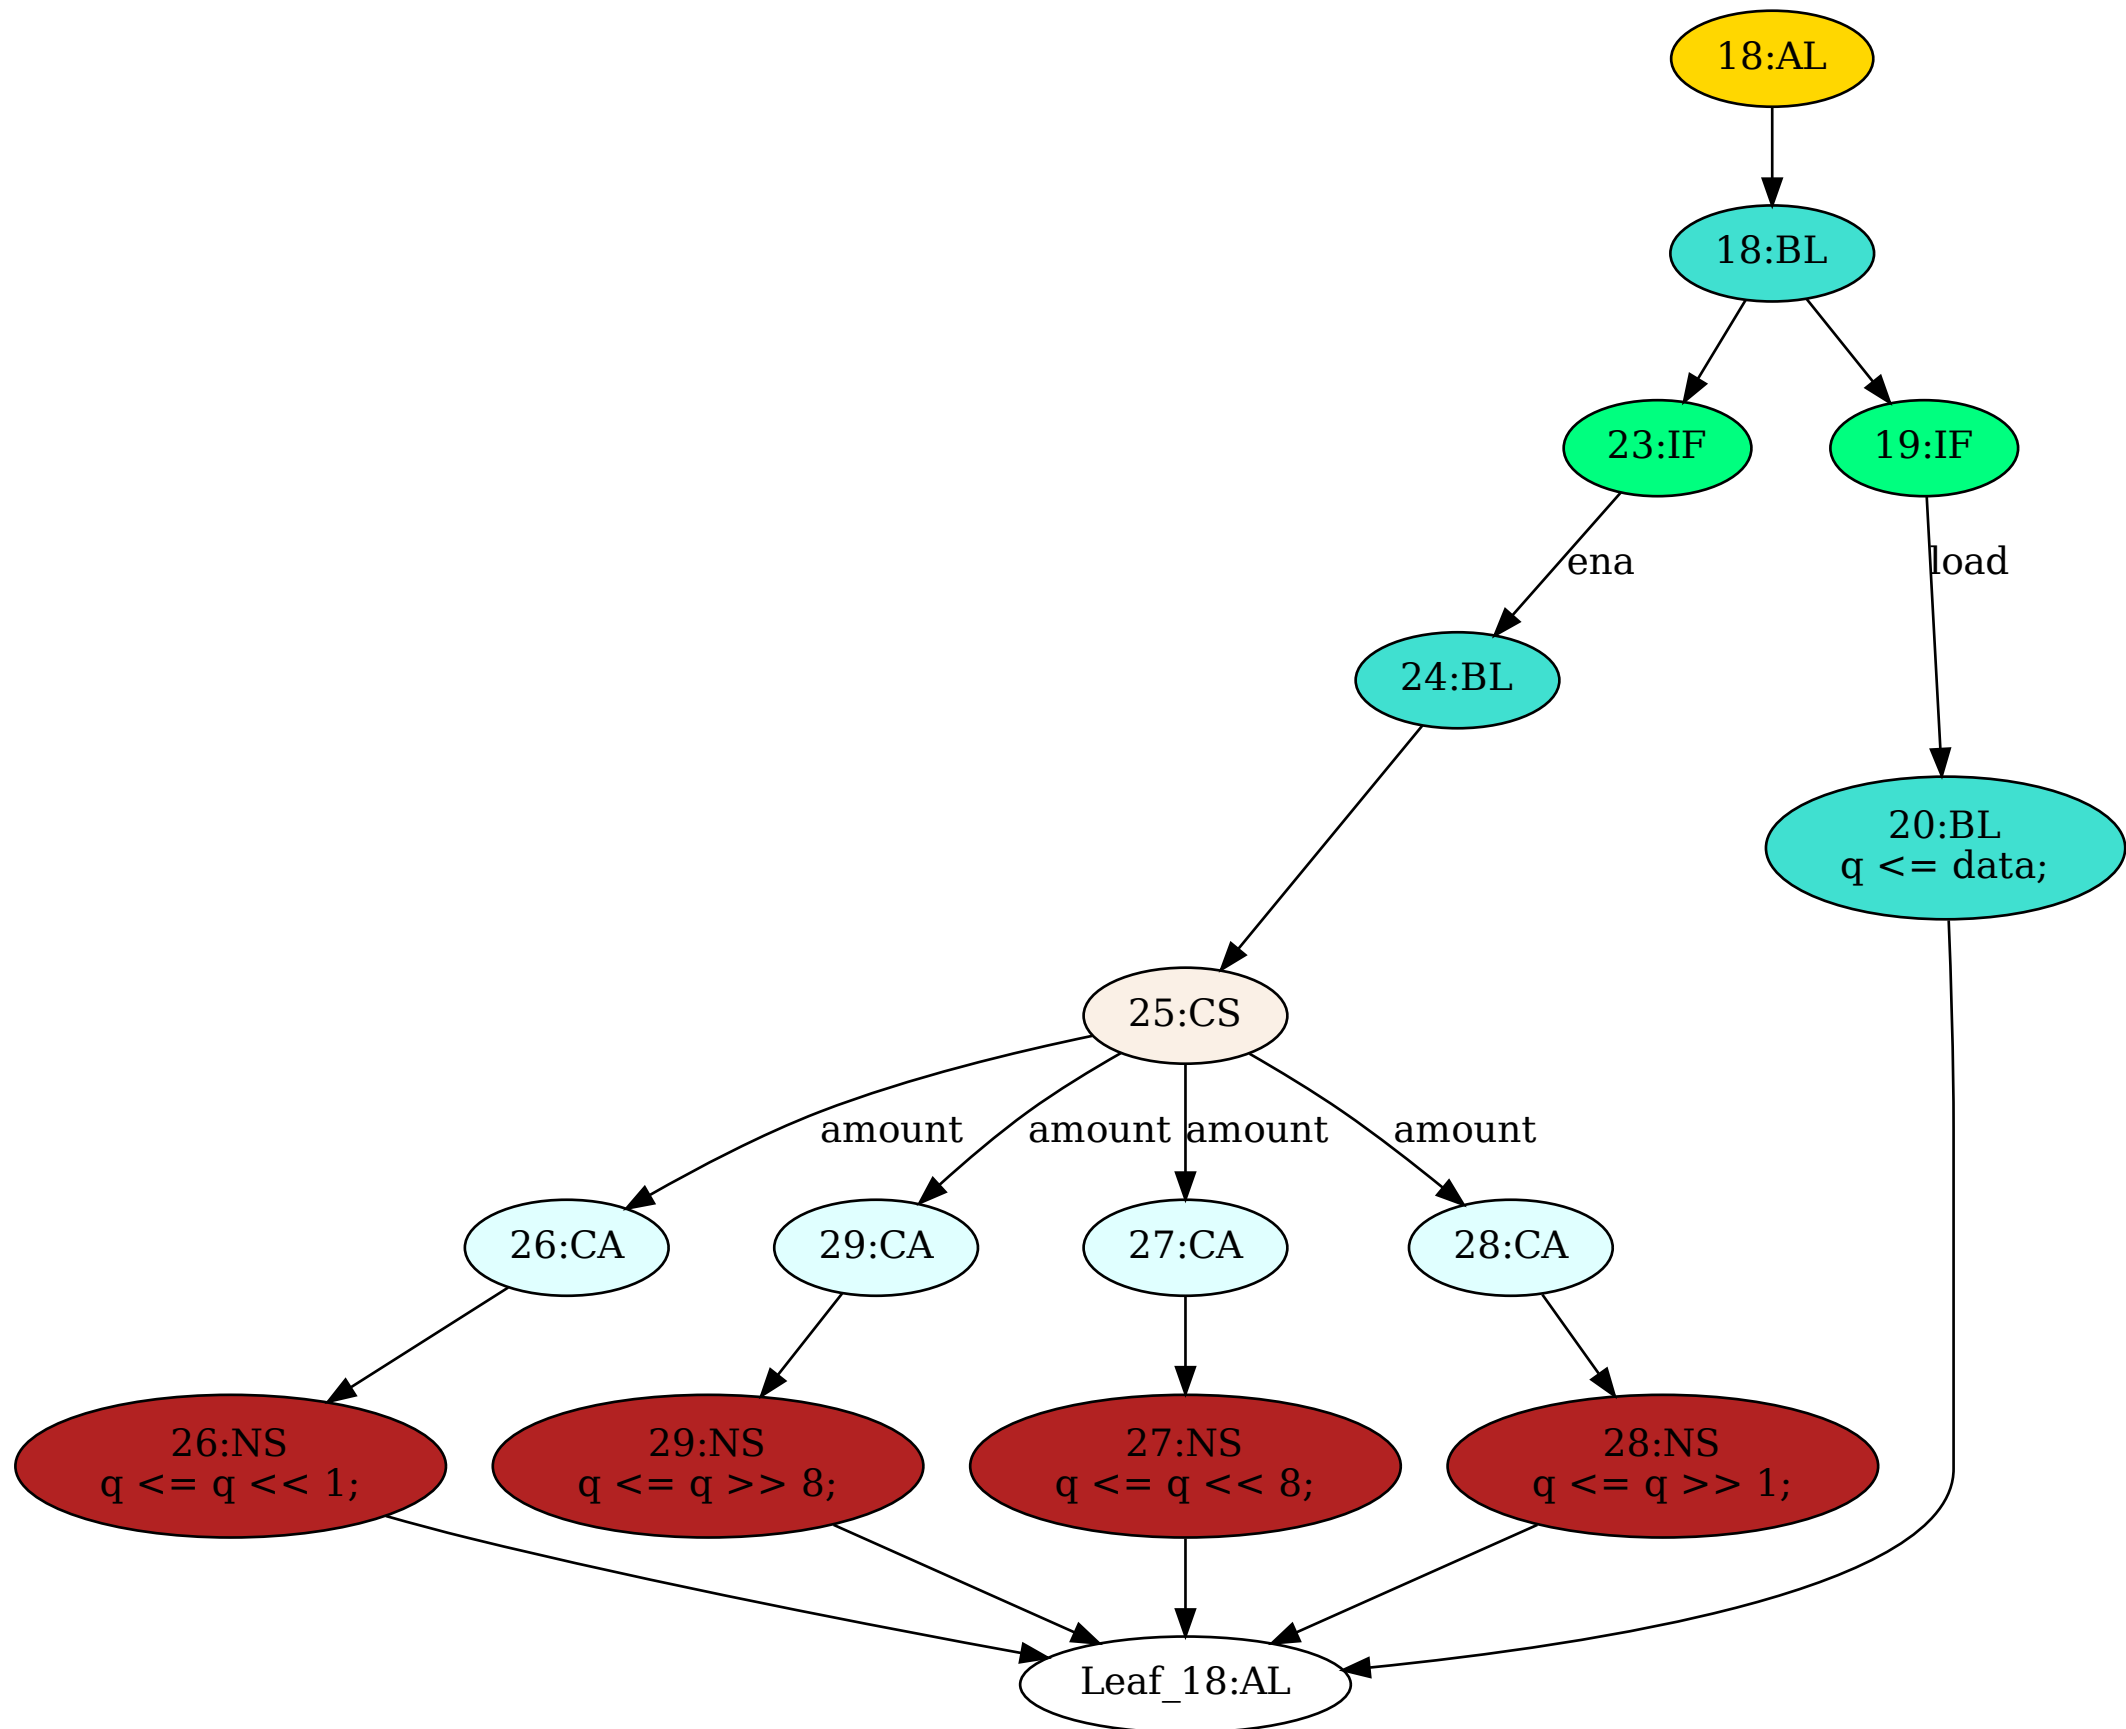 18:AL
18:BL
23:IF
19:IF
ena
load
24:BL
20:BL
q <= data;
25:CS
amount
amount
amount
amount
26:CA
29:CA
27:CA
28:CA
26:NS
q <= q << 1;
29:NS
q <= q >> 8;
27:NS
q <= q << 8;
28:NS
q <= q >> 1;
Leaf_18:AL